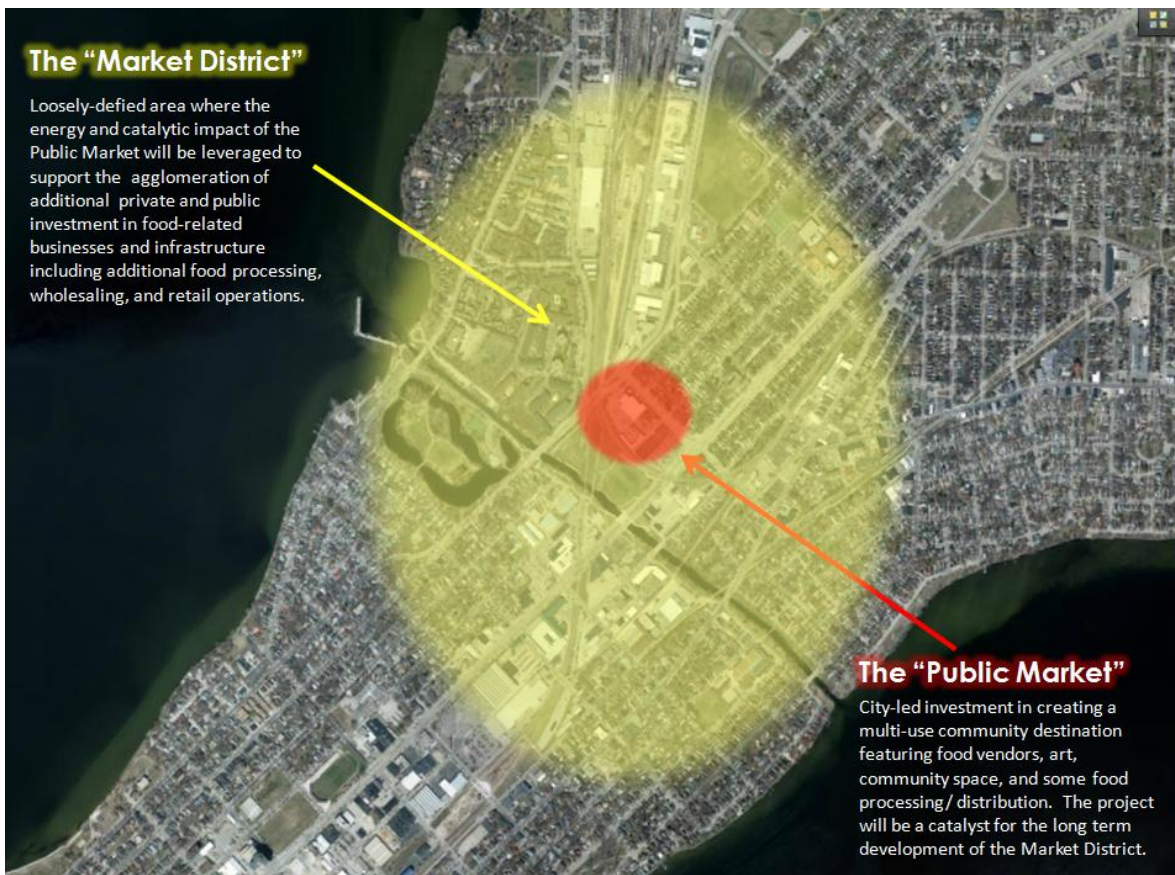 The “Market District”
Loosely-defied area where the
energy and catalytic impact of the
Public Market will be leveraged to
support the agglomeration of
additional private and public
investment in food-related
businesses and infrastructure
including additional food processing,
wholesaling, and retail operations.
The “Public Market”
City-led investment in creating a
multi-use community destination
featuring food vendors, art,
community space, and some food
processing/ distribution. The project
will be a catalyst for the long term
development of the Market District.